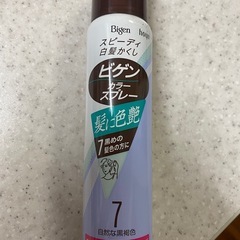 Bigen
スピーディ
白髪かくし
ビゲン
カラー
スプレー
髪に色艶
7黒めの
髪色の方に
7
自然な黒褐色